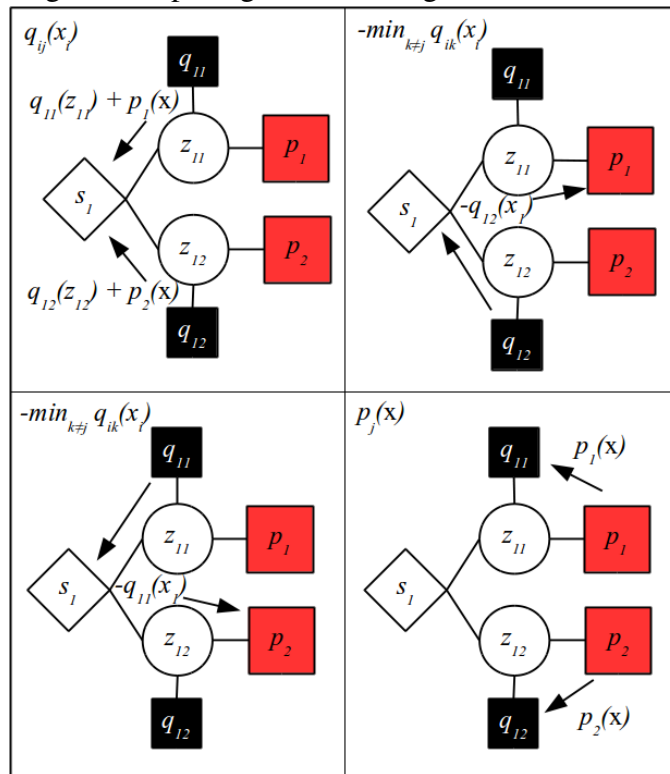 q_ij(x_i)
q_11
q_11(z_11) + p_1(x)
z_11
p_1
s_1
z_12
p_2
q_12(z_12) + p_2(x)
q_12
-min_k≠j q_ik(x_i)
q_11
z_11
p_1
s_1
-q_12(x_1)
z_12
p_2
q_12
-min_k≠j q_ik(x_i)
q_11
z_11
p_1
s_1
-q_11(x_1)
z_12
p_2
q_12
p_j(x)
q_11
p_1(x)
z_11
p_1
s_1
z_12
p_2
q_12
p_2(x)